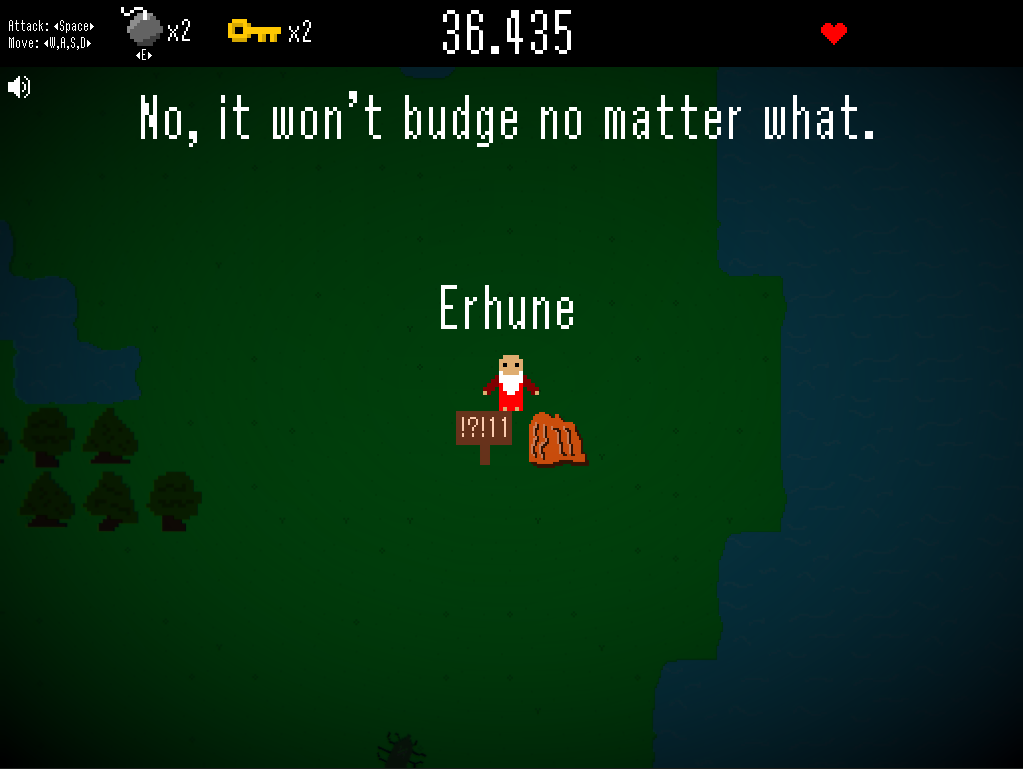 Attack: ◂Space▸
Move: ◂W,A,S,D▸
x2
◂E▸
x2
36.435
No, it won't budge no matter what.
Erhune
!?!11